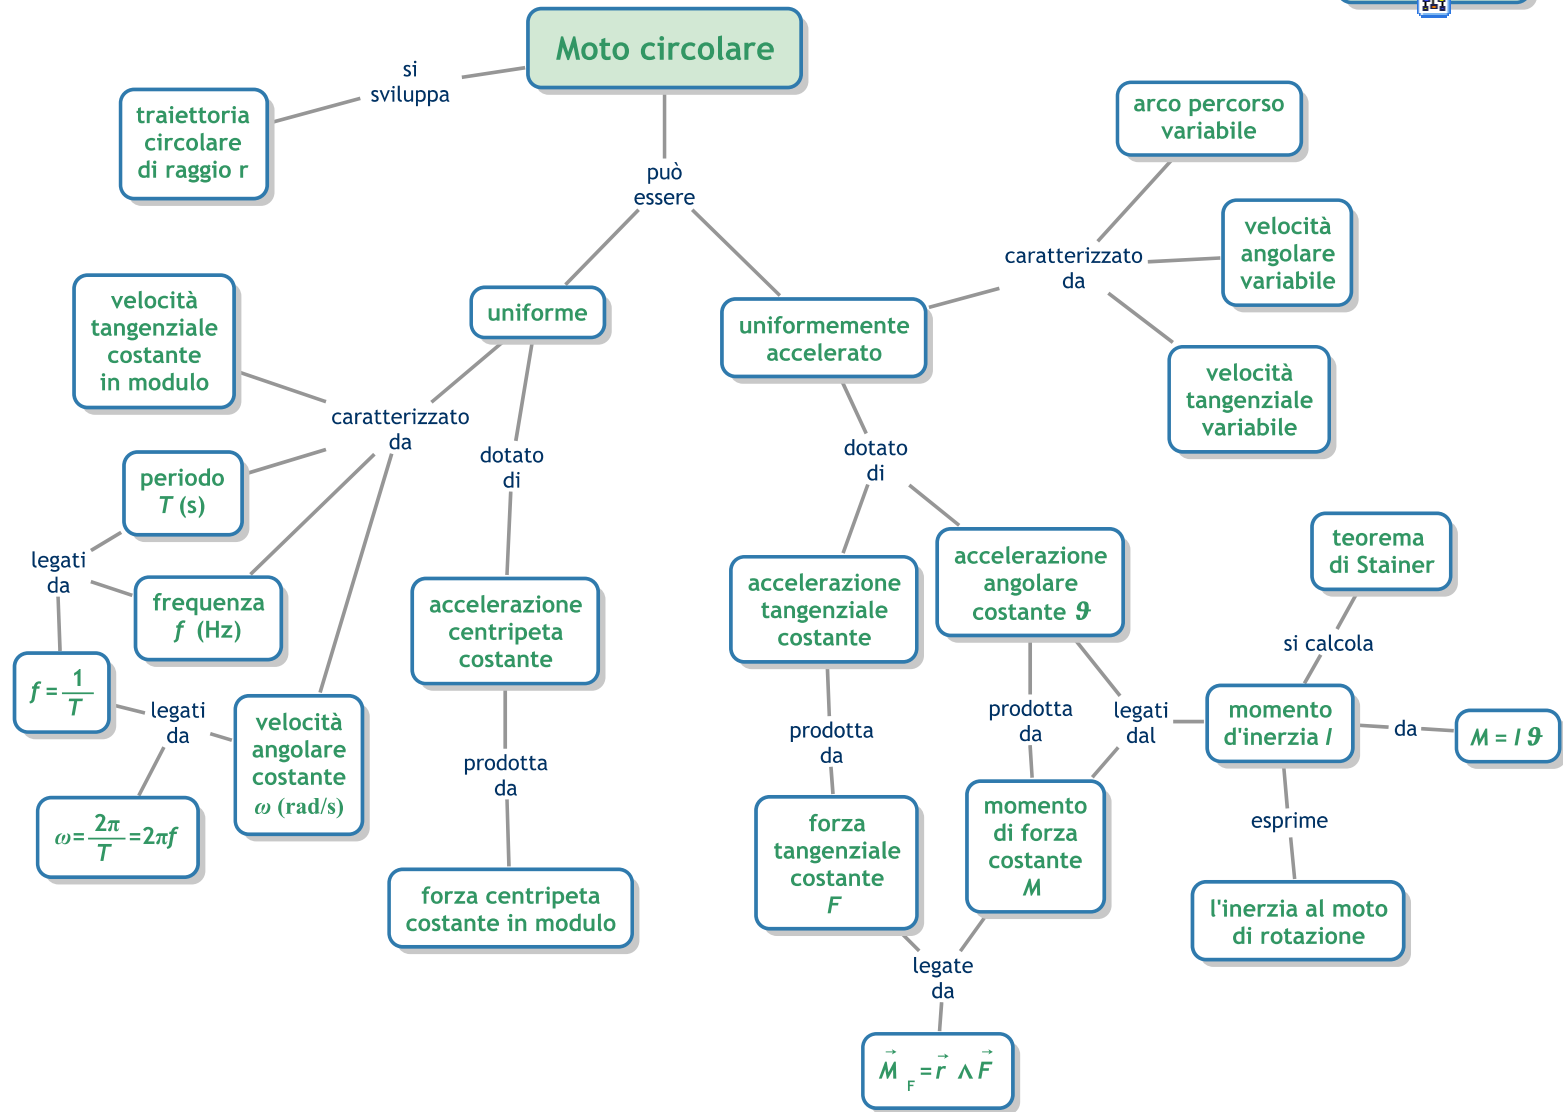 Moto circolare
si
sviluppa
traiettoria
circolare
di raggio r
può
essere
arco percorso
variabile
velocità
angolare
variabile
caratterizzato
da
velocità
tangenziale
variabile
uniforme
uniformemente
accelerato
velocità
tangenziale
costante
in modulo
caratterizzato
da
dotato
di
dotato
di
periodo
T (s)
legati
da
frequenza
f (Hz)
f = 1/T
legati
da
velocità
angolare
costante
ω (rad/s)
ω = 2π/T = 2πf
accelerazione
centripeta
costante
prodotta
da
forza centripeta
costante in modulo
accelerazione
tangenziale
costante
accelerazione
angolare
costante ϑ
prodotta
da
prodotta
da
legati
dal
forza
tangenziale
costante
F
momento
di forza
costante
M
legate
da
M⃗ F = r⃗ ∧ F⃗
teorema
di Stainer
si calcola
momento
d'inerzia I
da
M = I ϑ
esprime
l'inerzia al moto
di rotazione